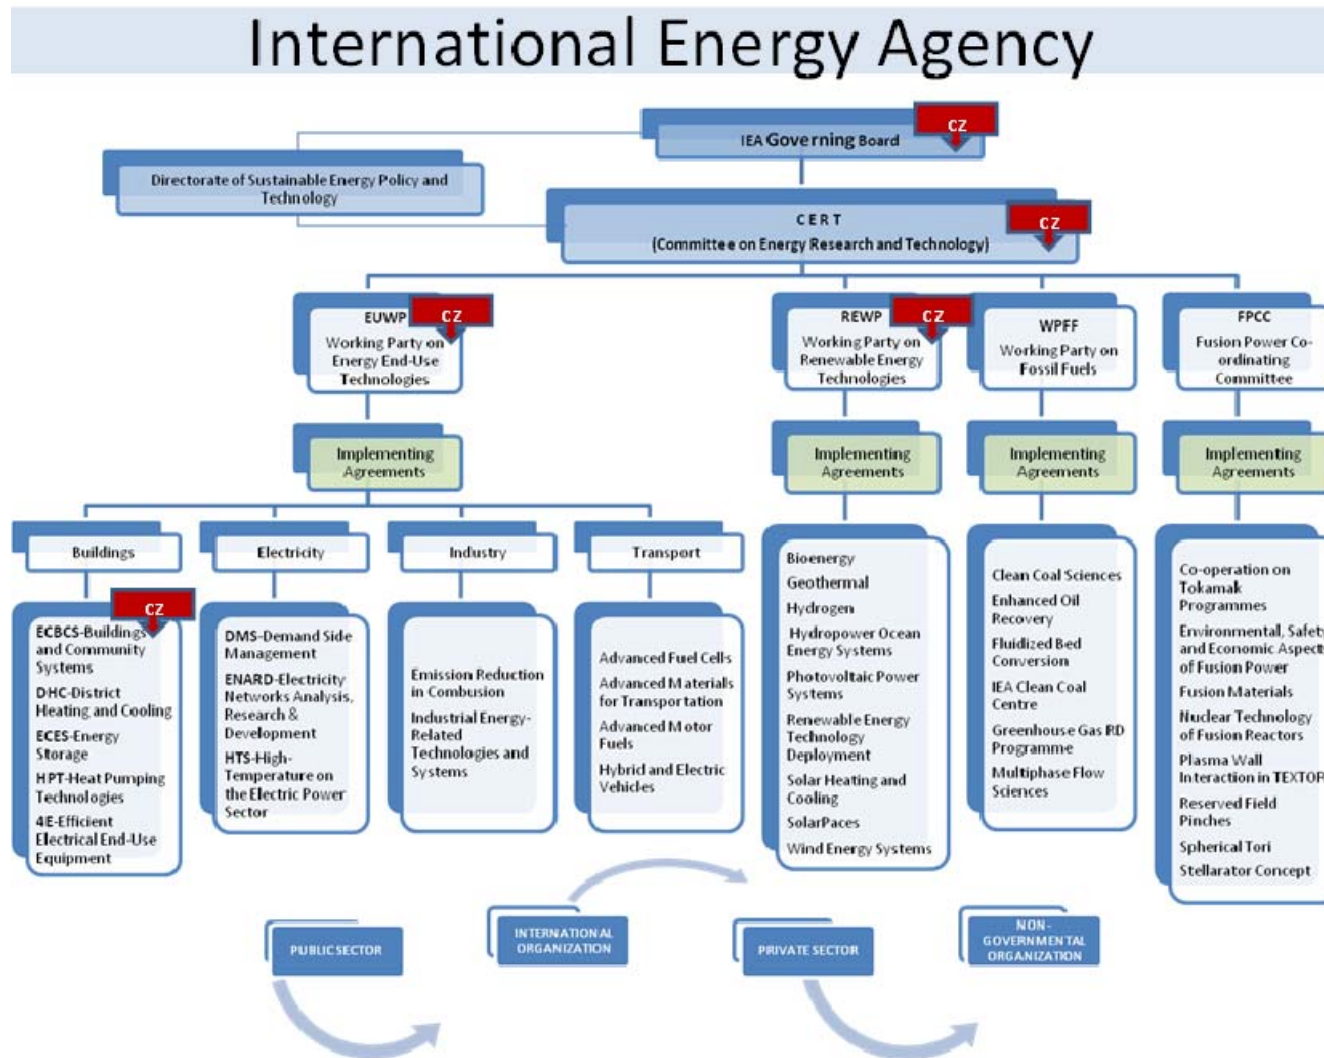 International Energy Agency
CZ
IEA Governing Board
Directorate of Sustainable Energy Policy and
Technology
CZ
C E R T
(Committee on Energy Research and Technology)
CZ
EUWP
Working Party on
Energy End-Use
Technologies
CZ
REWP
Working Party on
Renewable Energy
Technologies
WPFF
Working Party on
Fossil Fuels
FPCC
Fusion Power Co-
ordinating
Committee
Implementing
Agreements
Implementing
Agreements
Implementing
Agreements
Implementing
Agreements
Buildings
Electricity
Industry
Transport
CZ
ECBCS-Buildings
and Community
Systems
DHC-District
Heating and Cooling
ECES-Energy
Storage
HPT-Heat Pumping
Technologies
4E-Efficient
Electrical End-Use
Equipment
DMS-Demand Side
Management
ENARD-Electricity
Networks Analysis,
Research &
Development
HTS-High-
Temperature on
the Electric Power
Sector
Emission Reduction
in Combusion
Industrial Energy-
Related
Technologies and
Systems
Advanced Fuel Cells
Advanced Materials
for Transportation
Advanced Motor
Fuels
Hybrid and Electric
Vehicles
Bioenergy
Geothermal
Hydrogen
Hydropower Ocean
Energy Systems
Photovoltaic Power
Systems
Renewable Energy
Technology
Deployment
Solar Heating and
Cooling
SolarPaces
Wind Energy Systems
Clean Coal Sciences
Enhanced Oil
Recovery
Fluidized Bed
Conversion
IEA Clean Coal
Centre
Greenhouse Gas RD
Programme
Multiphase Flow
Sciences
Co-operation on
Tokamak
Programmes
Environmental, Safety
and Economic Aspects
of Fusion Power
Fusion Materials
Nuclear Technology
of Fusion Reactors
Plasma Wall
Interaction in TEXTOR
Reserved Field
Pinches
Spherical Tori
Stellarator Concept
PUBLIC SECTOR
INTERNATIONAL
ORGANIZATION
PRIVATE SECTOR
NON-
GOVERNMENTAL
ORGANIZATION